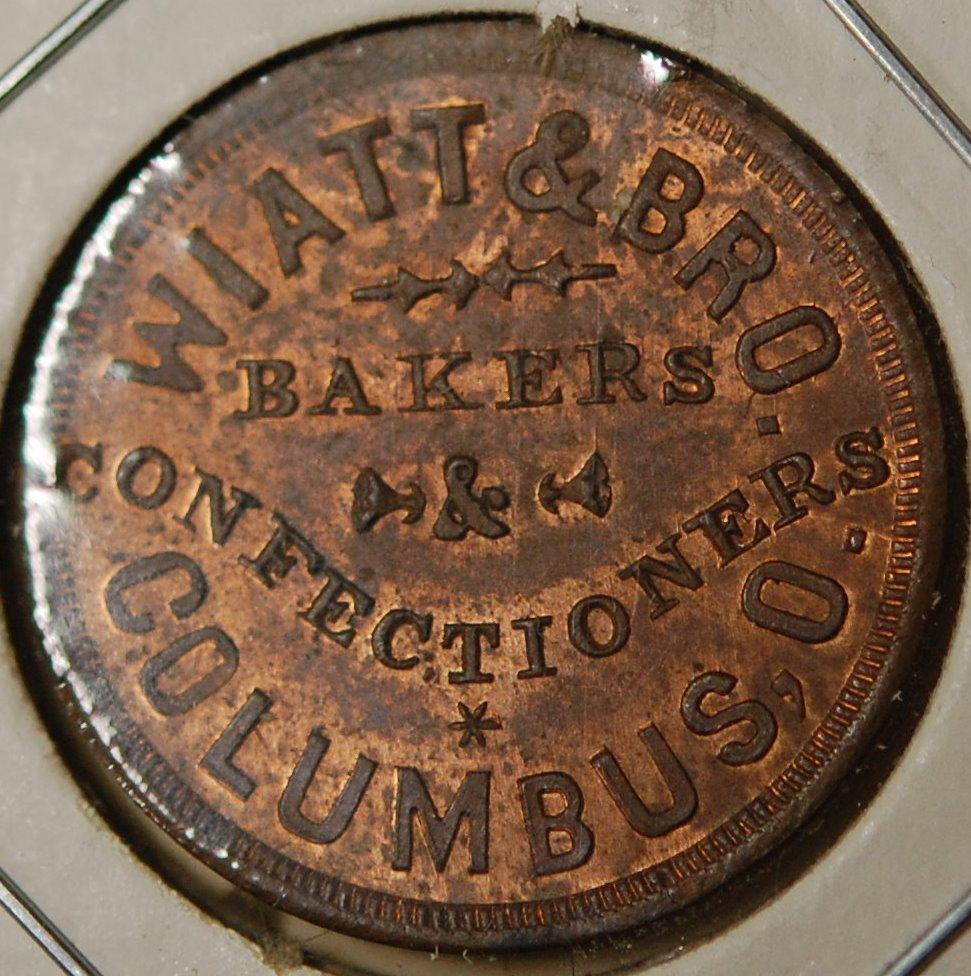 WIATT & BRO.
BAKERS
&
CONFECTIONERS
*
COLUMBUS, O.